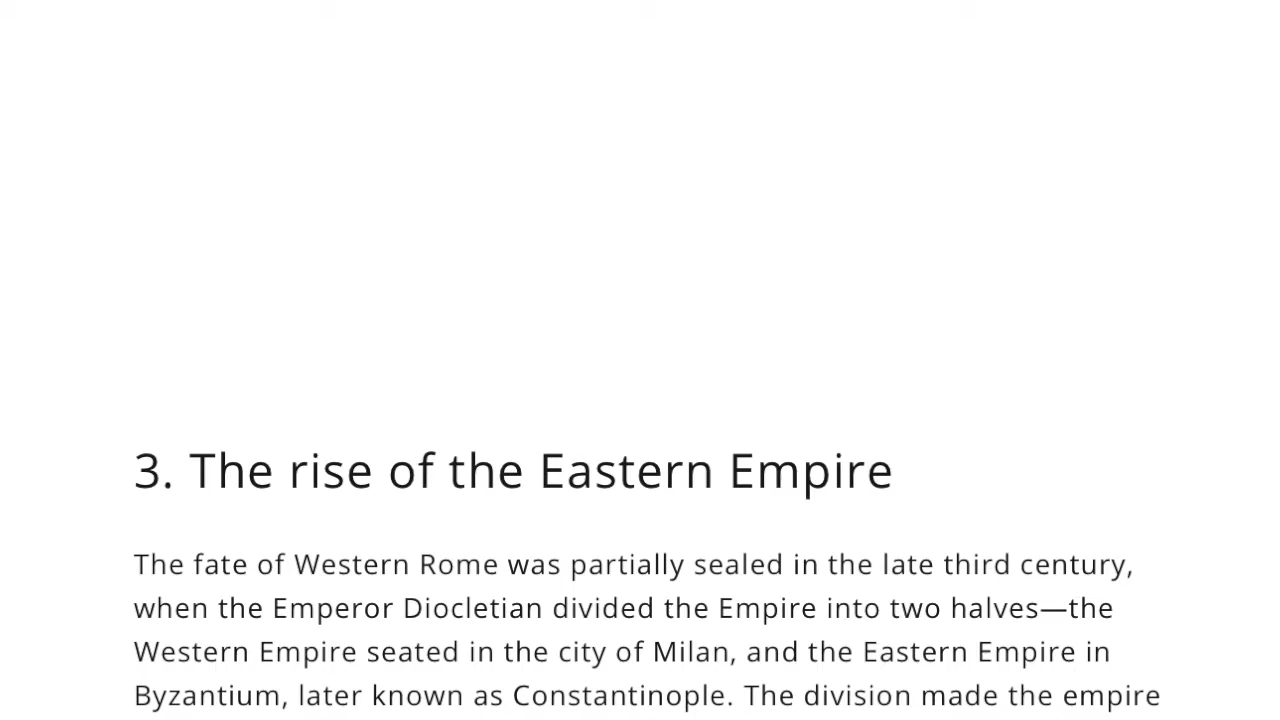 3. The rise of the Eastern Empire
The fate of Western Rome was partially sealed in the late third century,
when the Emperor Diocletian divided the Empire into two halves—the
Western Empire seated in the city of Milan, and the Eastern Empire in
Byzantium, later known as Constantinople. The division made the empire